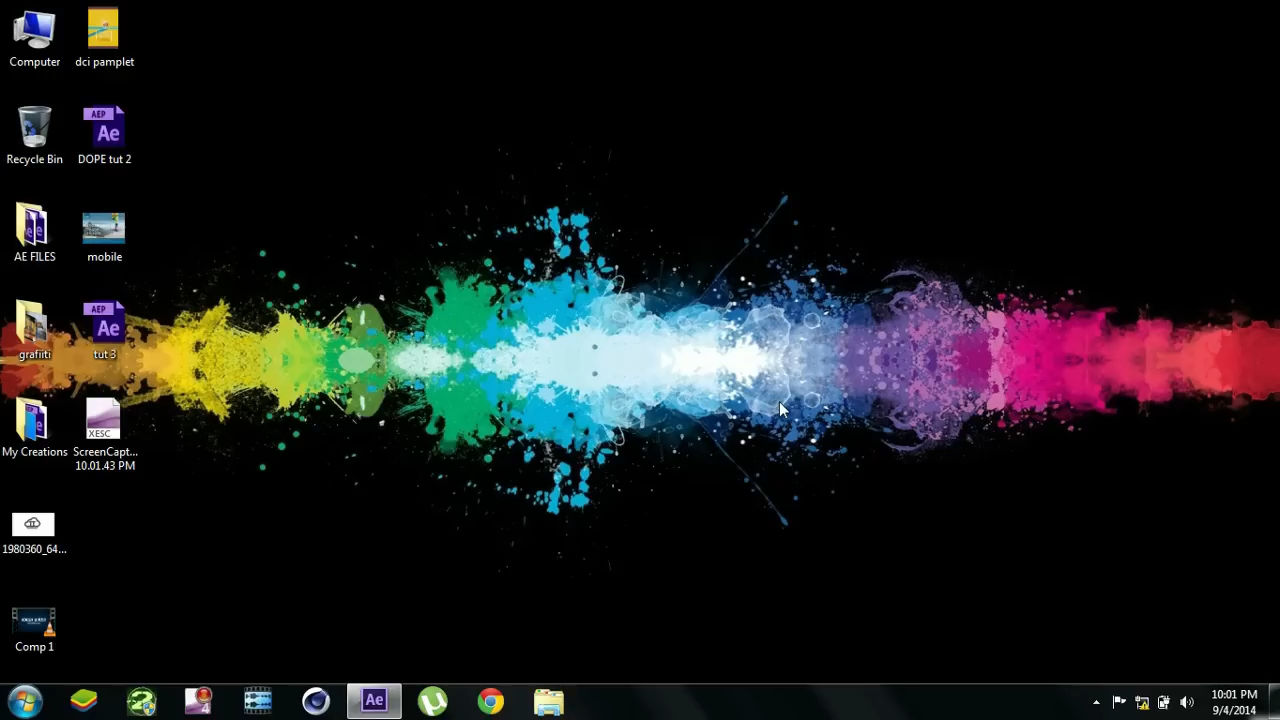 Computer
dci pamplet
AEP
Ae
Recycle Bin
DOPE tut 2
AE FILES
mobile
AEP
Ae
grafiiti
tut 3
XESC
My Creations
ScreenCapt...
10.01.43 PM
1980360_64...
Comp 1
4
Ae
10:01 PM
9/4/2014